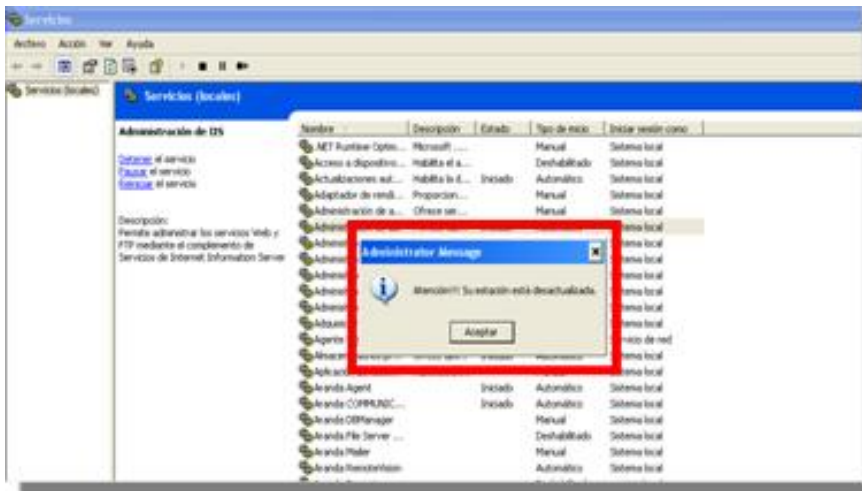 Servicios
Archivo Acción Ver Ayuda
Servicios (locales)
Servicios (locales)
Administración de IIS
Detener el servicio
Pausar el servicio
Reiniciar el servicio
Descripción:
Permite administrar los servicios Web y
FTP mediante el complemento de
Servicios de Internet Information Server
Nombre Descripción Estado Tipo de inicio Iniciar sesión como
.NET Runtime Optim... Microsoft .... Manual Sistema local
Acceso a dispositivo... Habilita el a... Deshabilitado Sistema local
Actualizaciones aut... Habilita la d... Iniciado Automático Sistema local
Adaptador de rendi... Proporcion... Manual Sistema local
Administración de a... Ofrece ser... Manual Sistema local
Administrator Message
Atención!!! Su estación está desactualizada.
Aceptar
Aranda Agent Iniciado Automático Sistema local
Aranda COMMUNIC... Iniciado Automático Sistema local
Aranda DBManager Manual Sistema local
Aranda File Server ... Deshabilitado Sistema local
Aranda Mailer Manual Sistema local
Aranda RemoteVision Automático Sistema local